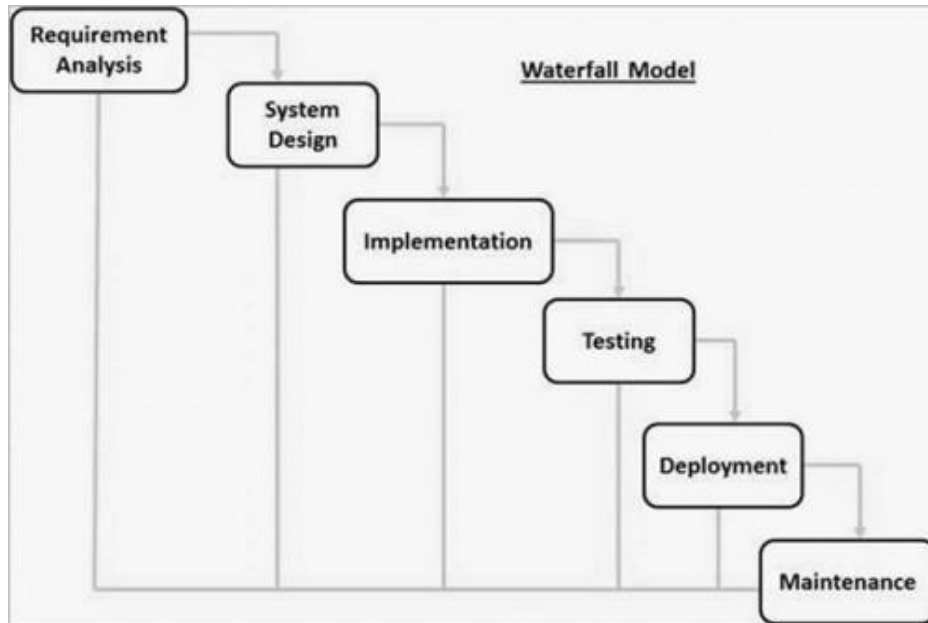 Requirement
Analysis
Waterfall Model
System
Design
Implementation
Testing
Deployment
Maintenance